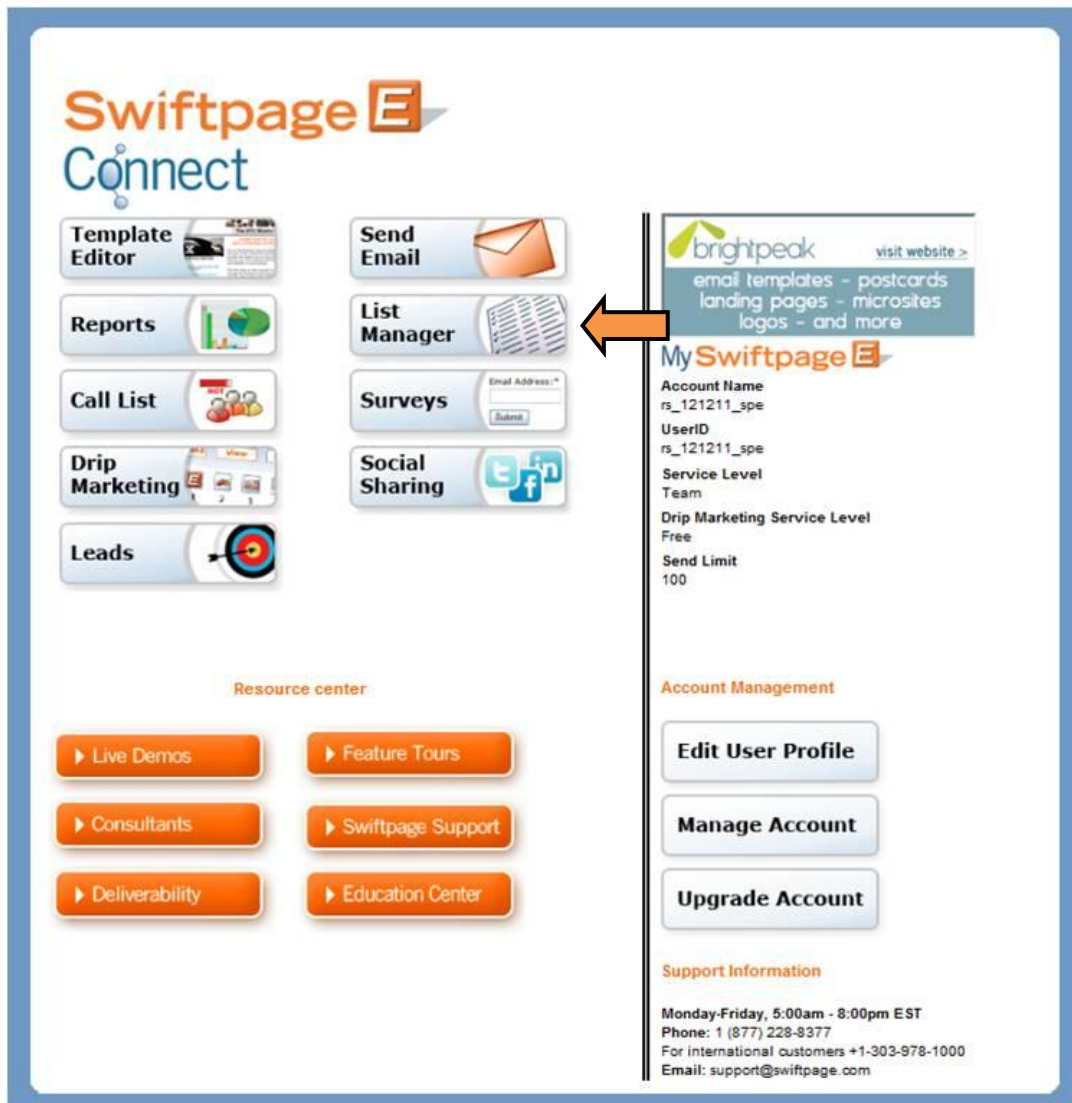 Swiftpage E
Connect
Template
Editor
Send
Email
Reports
List
Manager
Call List
HOT
Surveys
Email Address:*
Submit
Drip
Marketing
View
1 2 3
Social
Sharing
Leads
brightpeak
visit website >
email templates - postcards
landing pages - microsites
logos - and more
My Swiftpage E
Account Name
rs_121211_spe
UserID
rs_121211_spe
Service Level
Team
Drip Marketing Service Level
Free
Send Limit
100
Resource center
Live Demos
Feature Tours
Consultants
Swiftpage Support
Deliverability
Education Center
Account Management
Edit User Profile
Manage Account
Upgrade Account
Support Information
Monday-Friday, 5:00am - 8:00pm EST
Phone: 1 (877) 228-8377
For international customers +1-303-978-1000
Email: support@swiftpage.com